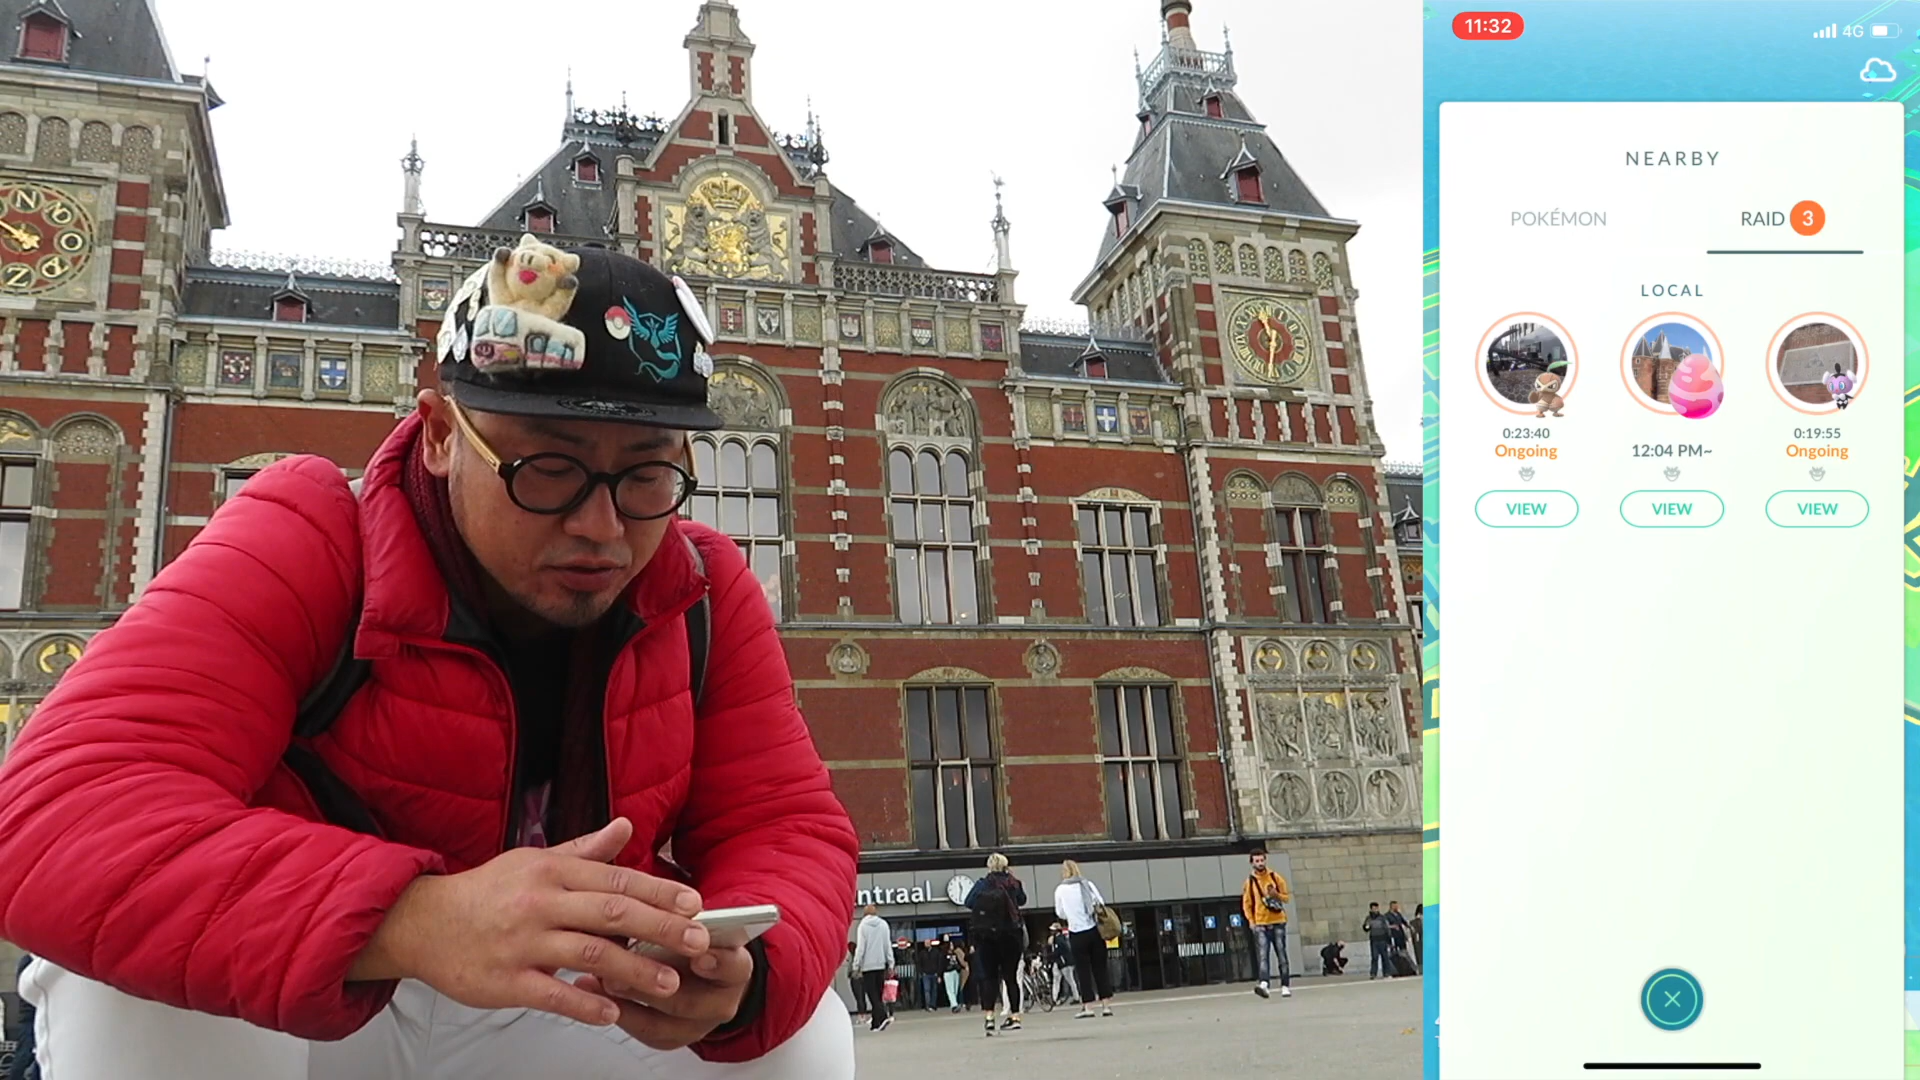 ntraal
N
O
O
Z
11:32
4G
NEARBY
POKÉMON
RAID 3
LOCAL
0:23:40
Ongoing
VIEW
12:04 PM~
VIEW
0:19:55
Ongoing
VIEW